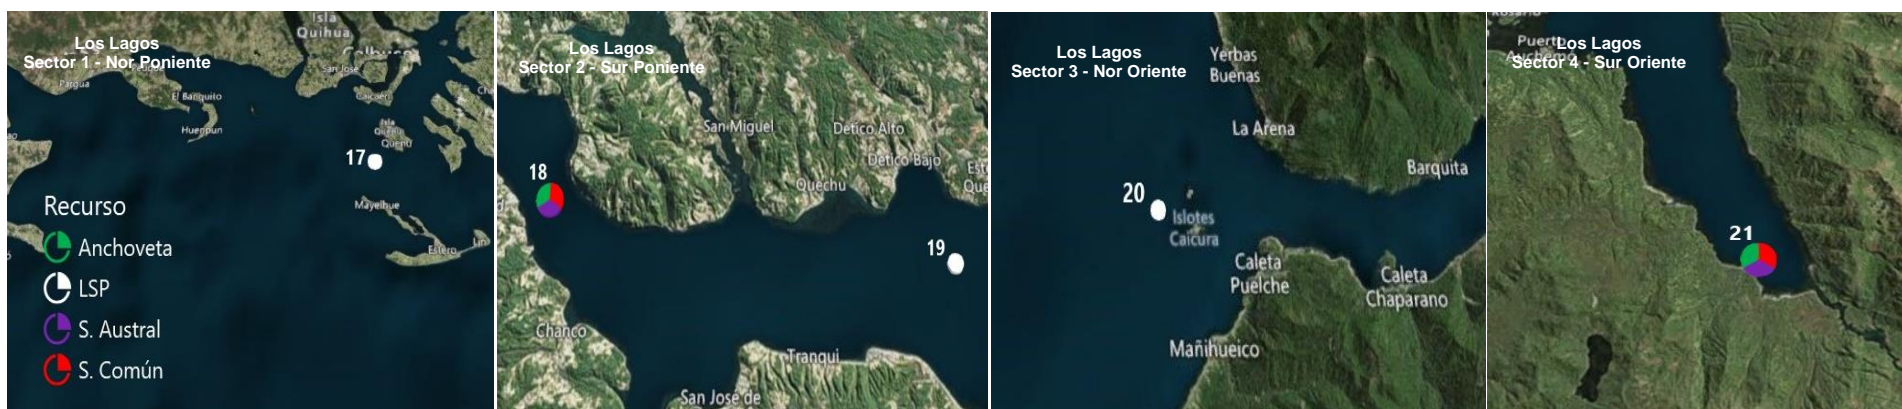 Isla
Quihua
Los Lagos
Sector 1 - Nor Poniente
Calbuco
San José
Pargua
El Banquito
Caicaén
Huenpun
Isla
Quenu
17
Mayelhue
Estero
Lin
Recurso
Anchoveta
LSP
S. Austral
S. Común
Los Lagos
Sector 2 - Sur Poniente
San Miguel
Detico Alto
Detico Bajo
Quechu
18
19
Chanco
Tranqui
San José de
Los Lagos
Sector 3 - Nor Oriente
Yerbas
Buenas
La Arena
Barquita
20
Islotes
Caicura
Caleta
Puelche
Caleta
Chaparano
Mañihueico
Los Lagos
Sector 4 - Sur Oriente
21